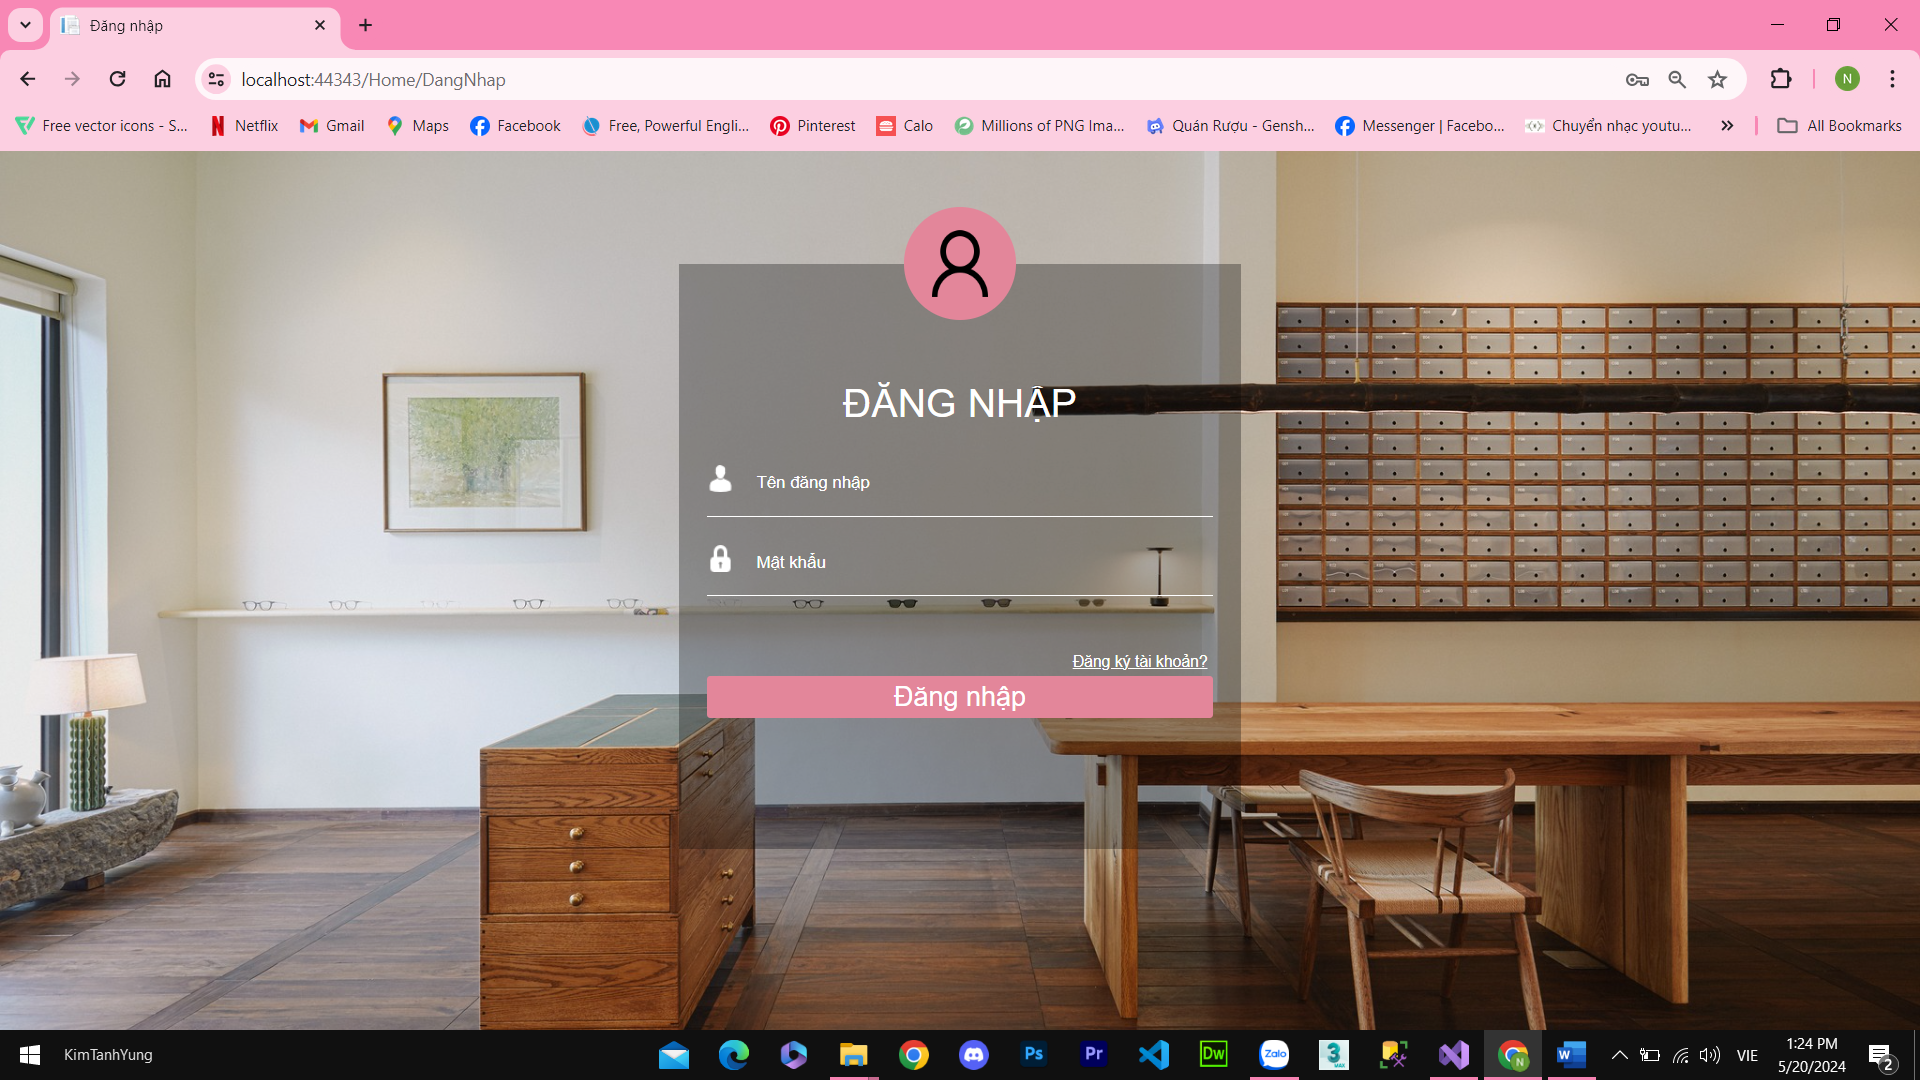 Đăng nhập
localhost:44343/Home/DangNhap
N
Free vector icons - S...
Netflix
Gmail
Maps
Facebook
Free, Powerful Engli...
Pinterest
Calo
Millions of PNG Ima...
Quán Rượu - Gensh...
Messenger | Facebo...
Chuyển nhạc youtu...
All Bookmarks
ĐĂNG NHẬP
Tên đăng nhập
Mật khẩu
Đăng ký tài khoản?
Đăng nhập
KimTanhYung
Ps
Pr
Dw
Zalo
3
MAX
N
W
VIE
1:24 PM
5/20/2024
2